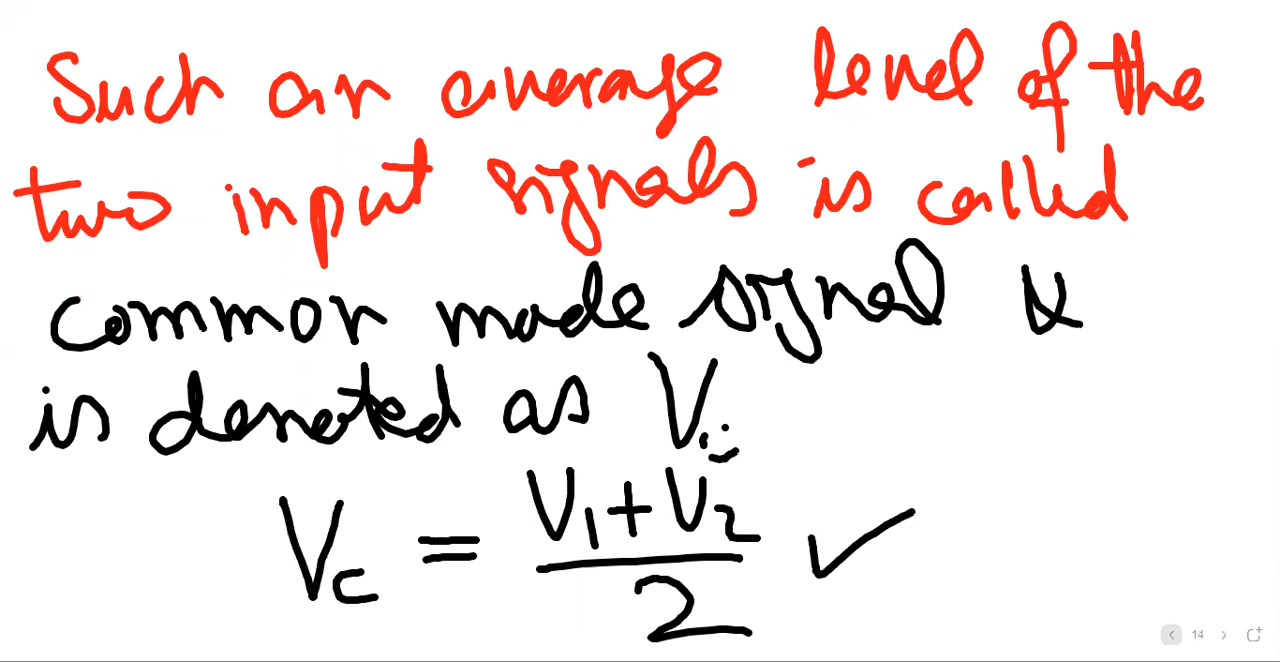 Such an average level of the
two input signals is called
common mode signal &
is denoted as V
Vc = V1 + V2 / 2 ✓
14